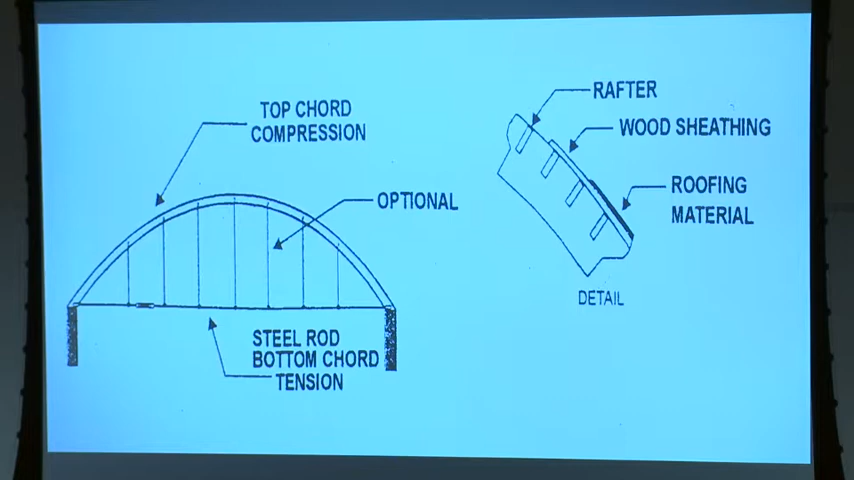 TOP CHORD
COMPRESSION
OPTIONAL
STEEL ROD
BOTTOM CHORD
TENSION
RAFTER
WOOD SHEATHING
ROOFING
MATERIAL
DETAIL